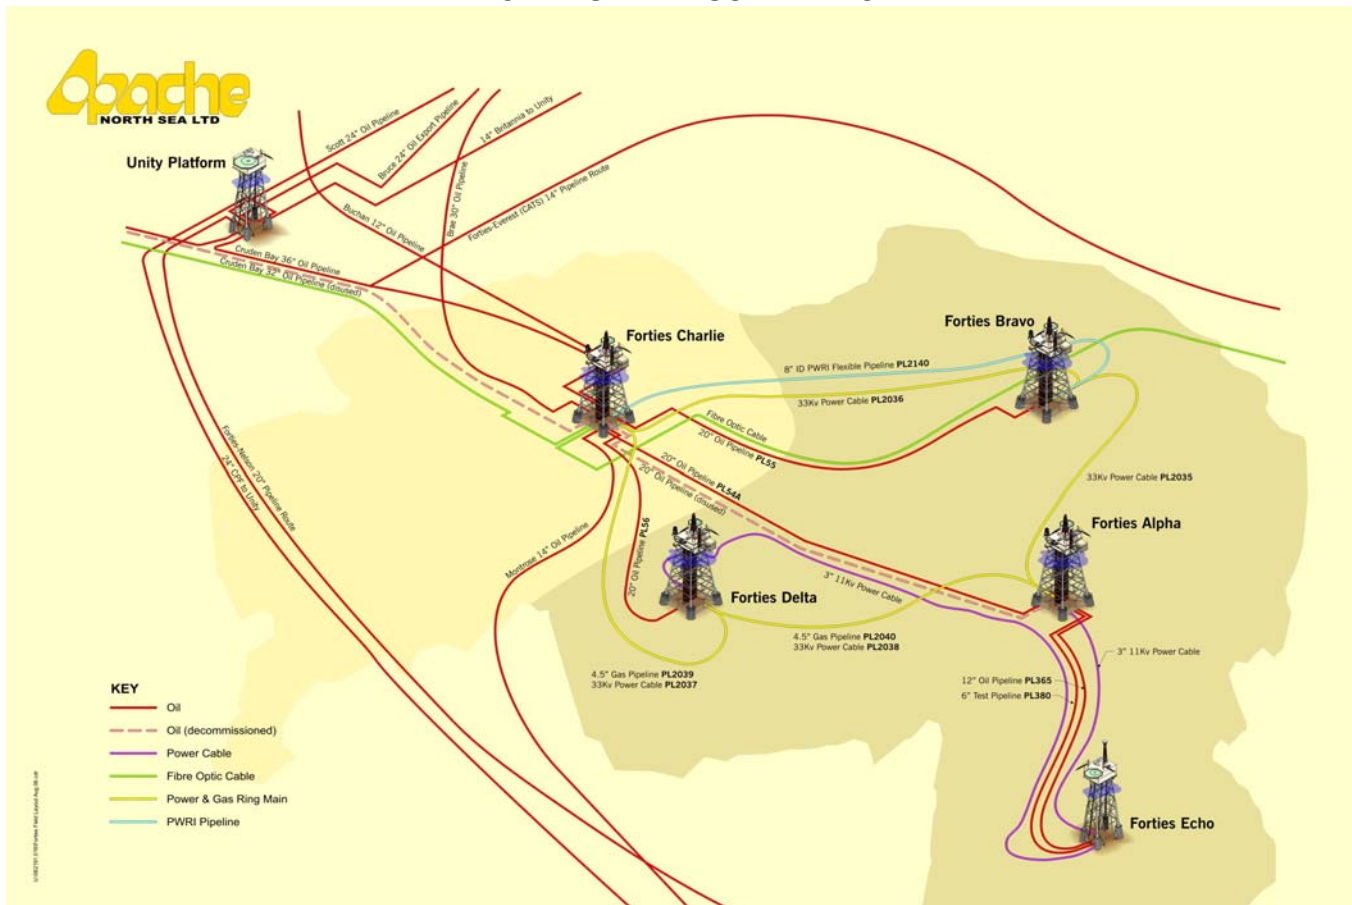 Apache
NORTH SEA LTD
Unity Platform
Scott 24" Oil Pipeline
Bruce 24" Oil Export Pipeline
14" Britannia to Unity
Buchan 12" Oil Pipeline
Brae 30" Oil Pipeline
Forties-Everest (CATS) 14" Pipeline Route
Cruden Bay 36" Oil Pipeline
Cruden Bay 32" Oil Pipeline (disused)
Forties Charlie
Forties Bravo
8" ID PWRI Flexible Pipeline PL2140
33Kv Power Cable PL2036
Fibre Optic Cable
20" Oil Pipeline PL55
33Kv Power Cable PL2035
20" Oil Pipeline PL54A
20" Oil Pipeline (disused)
Forties-Nelson 20" Pipeline Route
24" CPF to Unity
Montrose 14" Oil Pipeline
20" Oil Pipeline PL56
Forties Alpha
3" 11Kv Power Cable
Forties Delta
4.5" Gas Pipeline PL2040
33Kv Power Cable PL2038
3" 11Kv Power Cable
4.5" Gas Pipeline PL2039
33Kv Power Cable PL2037
12" Oil Pipeline PL365
6" Test Pipeline PL380
Forties Echo
KEY
Oil
Oil (decommissioned)
Power Cable
Fibre Optic Cable
Power & Gas Ring Main
PWRI Pipeline